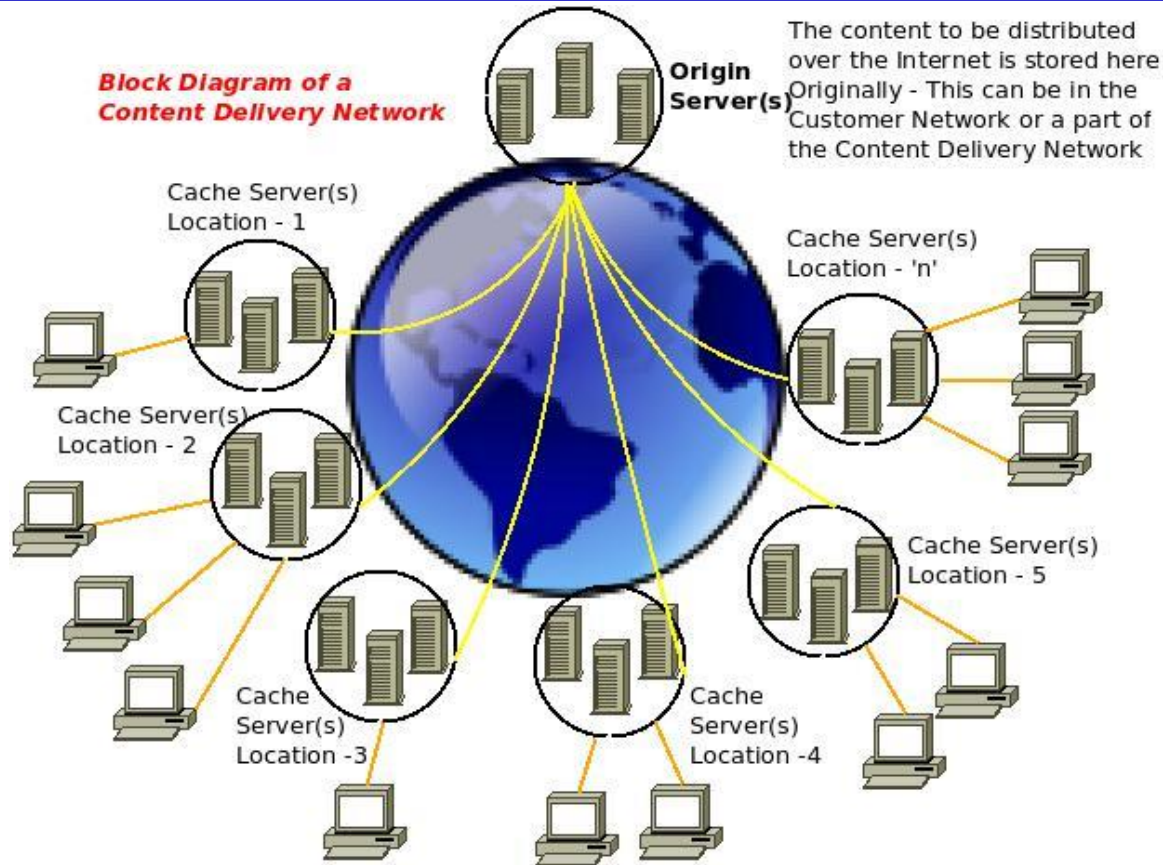 Block Diagram of a
Content Delivery Network
Origin
Server(s)
The content to be distributed
over the Internet is stored here
Originally - This can be in the
Customer Network or a part of
the Content Delivery Network
Cache Server(s)
Location - 1
Cache Server(s)
Location - 'n'
Cache Server(s)
Location - 2
Cache Server(s)
Location - 5
Cache
Server(s)
Location -3
Cache
Server(s)
Location -4